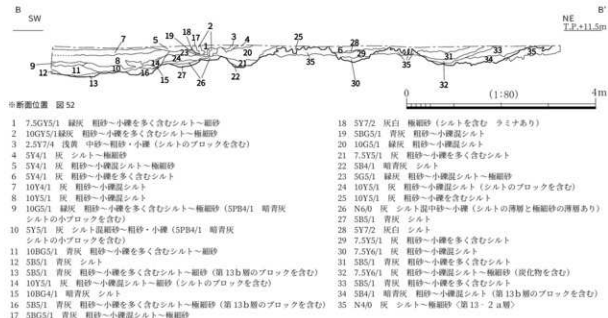 B
SW
B'
NE
T.P.+11.5m
※断面位置 図 52
0 (1:80) 4m
1 7.5GY5/1 緑灰 粗砂～小礫を多く含むシルト～細砂
2 10GY5/1緑灰 粗砂～小礫を多く含むシルト～極細砂
3 2.5Y7/4 浅黄 中砂～粗砂・小礫（シルトのブロックを含む）
4 5Y4/1 灰 シルト～極細砂
5 5Y4/1 灰 粗砂～小礫混シルト～極細砂
6 5Y4/1 灰 粗砂～小礫を多く含むシルト
7 10Y4/1 灰 粗砂～小礫混シルト
8 10Y5/1 灰 粗砂～小礫混シルト
9 10G5/1 緑灰 粗砂～小礫を多く含むシルト～極細砂（5PB4/1 暗青灰
シルトの小ブロックを含む）
10 5Y5/1 灰 シルト混細砂～粗砂・小礫（5PB4/1 暗青灰
シルトの小ブロックを含む）
11 10BG5/1 青灰 粗砂～小礫を多く含むシルト～細砂
12 5B5/1 青灰 シルト
13 5B5/1 青灰 粗砂～小礫を多く含むシルト～細砂（第 13b 層のブロックを含む）
14 10Y5/1 灰 粗砂～小礫混シルト～細砂（シルトのブロックを含む）
15 10BG4/1 暗青灰 シルト
16 5B5/1 青灰 粗砂～小礫を多く含むシルト～極細砂（第 13b 層のブロックを含む）
17 5BG5/1 青灰 粗砂～小礫混シルト～極細砂
18 5Y7/2 灰白 極細砂（シルトを含む ラミナあり）
19 5BG5/1 青灰 粗砂～小礫混シルト
20 10G5/1 緑灰 粗砂～小礫混シルト
21 7.5Y5/1 灰 粗砂～小礫を多く含むシルト
22 5B4/1 暗青灰 シルト
23 5G5/1 緑灰 粗砂～小礫混シルト～極細砂
24 10Y5/1 灰 粗砂～小礫混シルト（シルトのブロックを含む）
25 10Y5/1 灰 粗砂～小礫を多く含むシルト
26 N6/0 灰 シルト混中砂～小礫（シルトの薄層と極細砂の薄層あり）
27 5B5/1 青灰 シルト
28 5Y7/2 灰白 シルト
29 7.5Y5/1 灰 粗砂～小礫を多く含むシルト
30 7.5Y6/1 灰 粗砂～小礫混シルト
31 5B5/1 青灰 粗砂～小礫を多く含むシルト
32 7.5Y6/1 灰 粗砂～小礫混シルト～極細砂（炭化物を含む）
33 5B5/1 青灰 粗砂～小礫を多く含むシルト
34 5B4/1 暗青灰 粗砂～小礫混シルト（第 13b 層のブロックを含む）
35 N4/0 灰 シルト～極細砂〈第 13－2a 層〉